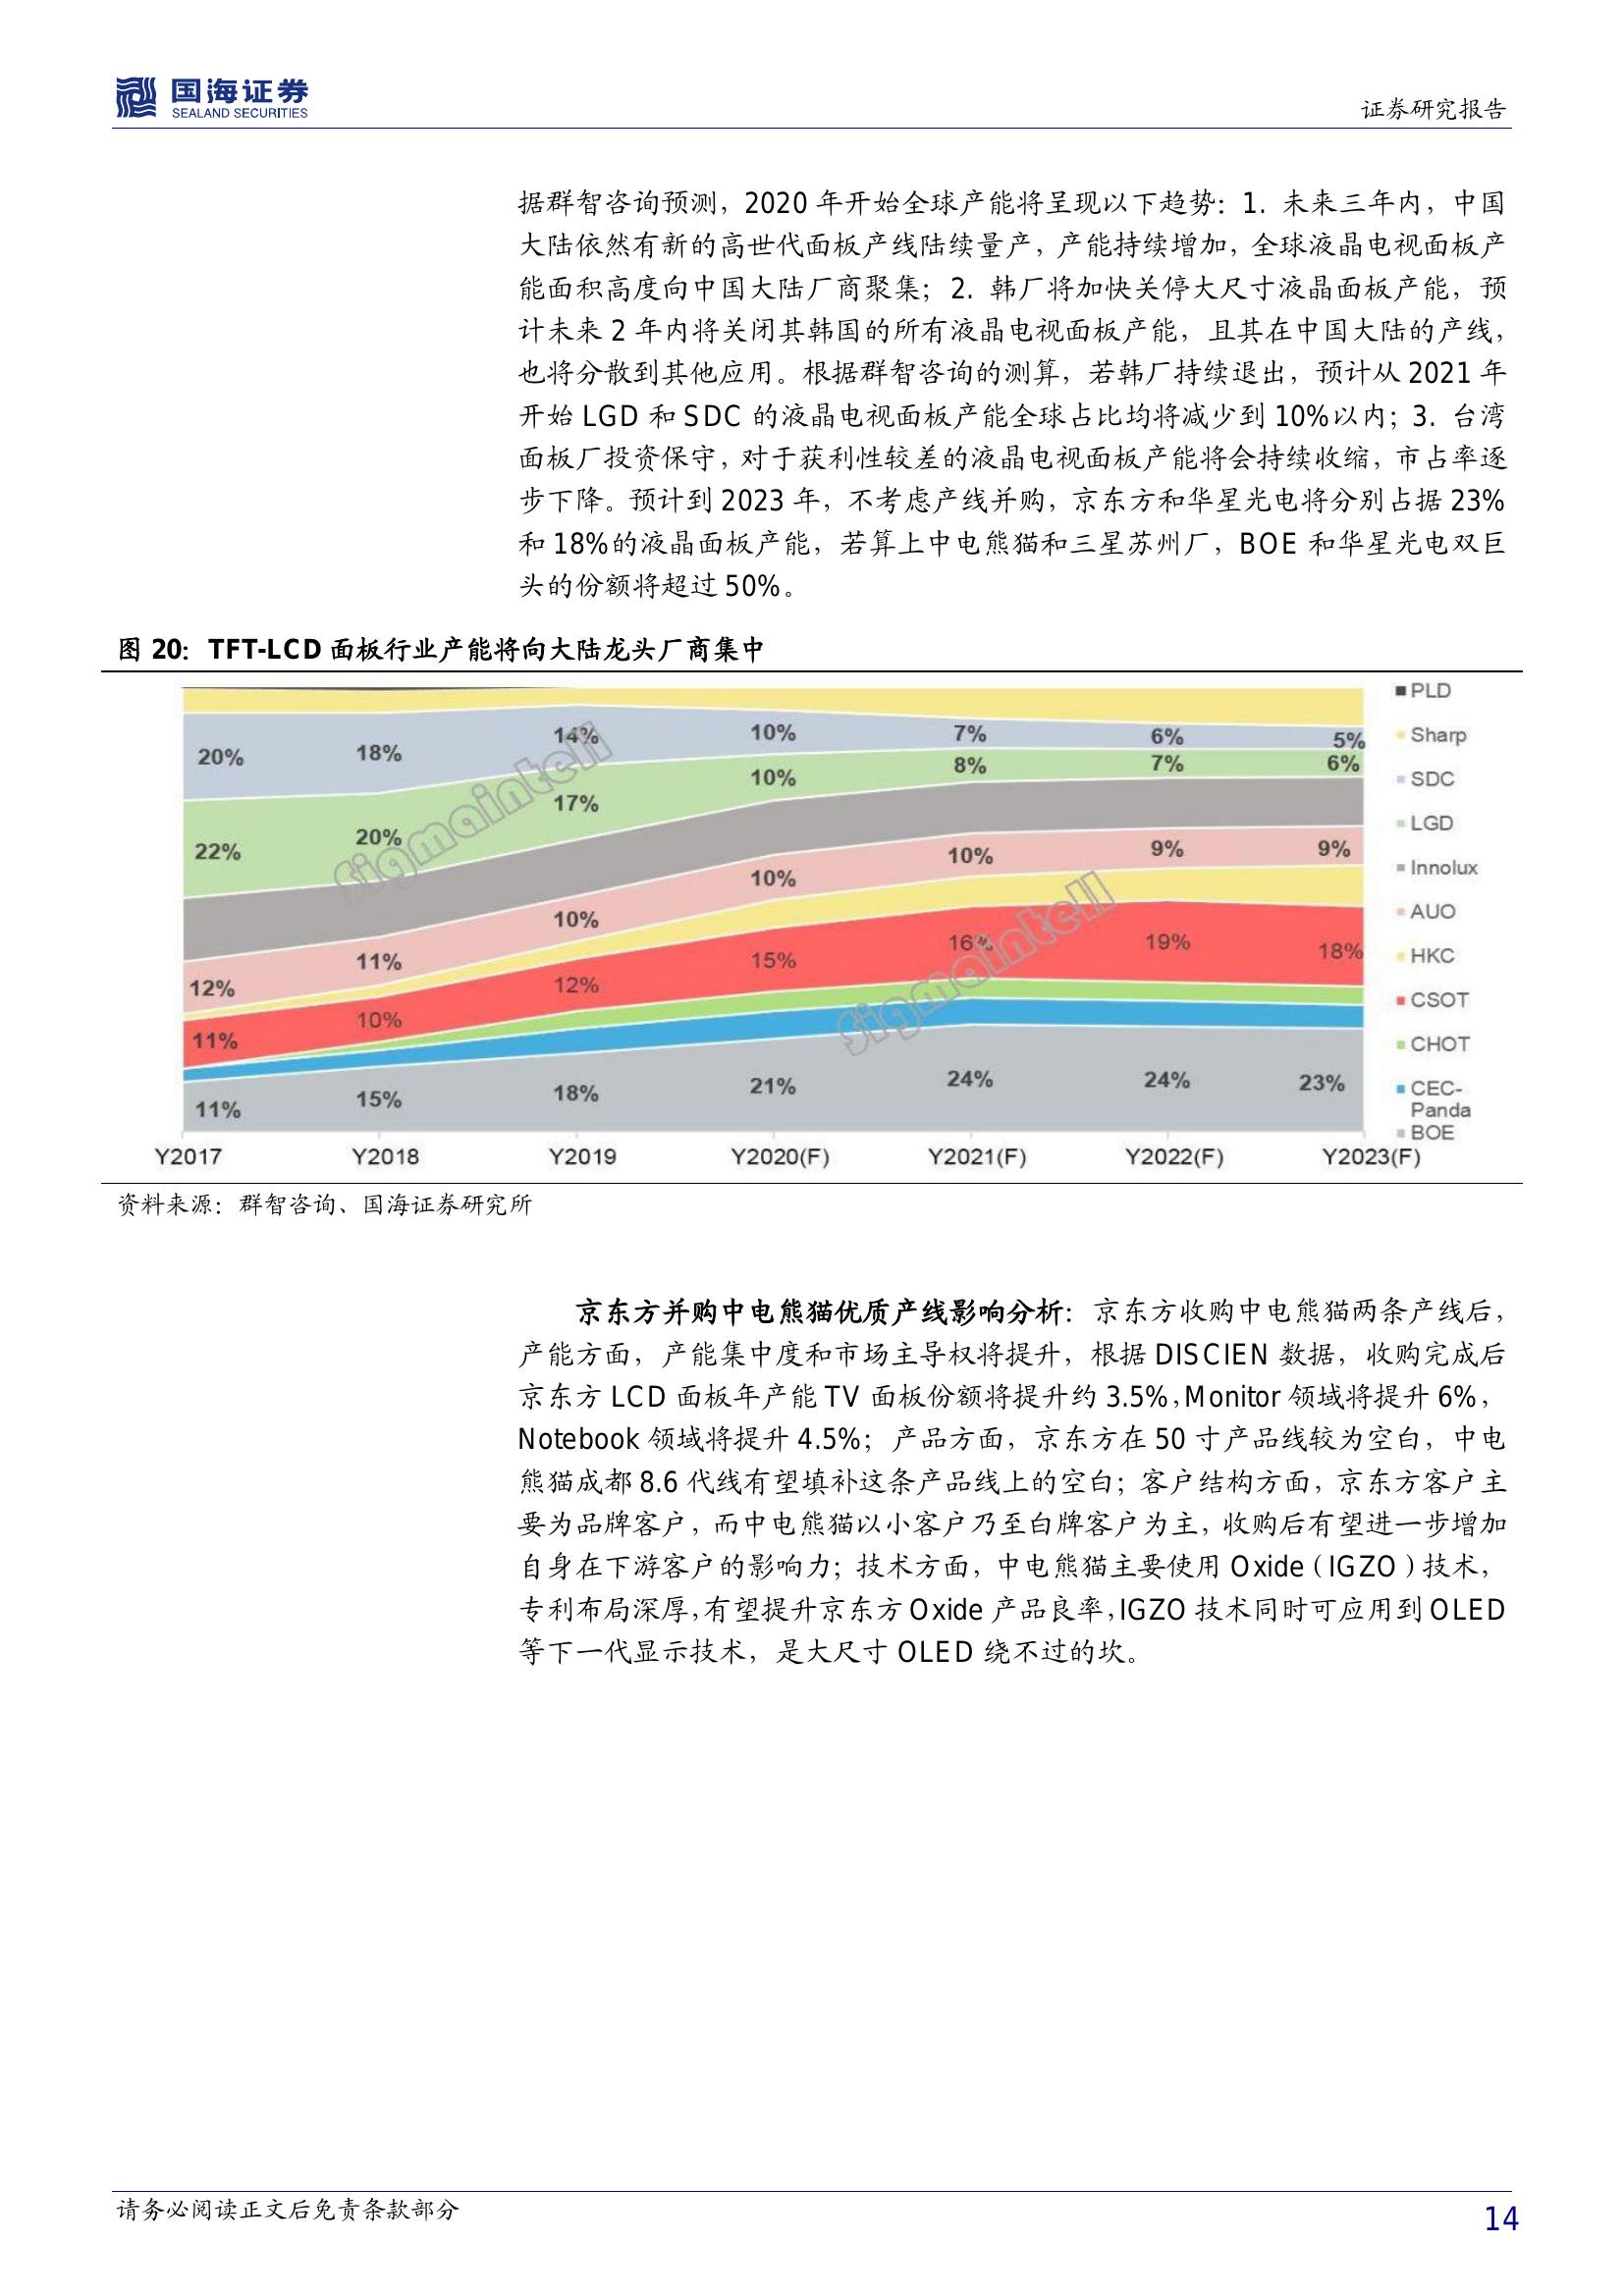 国海证券
SEALAND SECURITIES
证券研究报告
据群智咨询预测，2020 年开始全球产能将呈现以下趋势：1. 未来三年内，中国
大陆依然有新的高世代面板产线陆续量产，产能持续增加，全球液晶电视面板产
能面积高度向中国大陆厂商聚集；2. 韩厂将加快关停大尺寸液晶面板产能，预
计未来 2 年内将关闭其韩国的所有液晶电视面板产能，且其在中国大陆的产线，
也将分散到其他应用。根据群智咨询的测算，若韩厂持续退出，预计从 2021 年
开始 LGD 和 SDC 的液晶电视面板产能全球占比均将减少到 10%以内；3. 台湾
面板厂投资保守，对于获利性较差的液晶电视面板产能将会持续收缩，市占率逐
步下降。预计到 2023 年，不考虑产线并购，京东方和华星光电将分别占据 23%
和 18%的液晶面板产能，若算上中电熊猫和三星苏州厂，BOE 和华星光电双巨
头的份额将超过 50%。
图 20：TFT-LCD 面板行业产能将向大陆龙头厂商集中
20% 18% 14% 10% 7% 6% 5%
22% 20% 17% 10% 8% 7% 6%
12% 11% 10% 10% 10% 9% 9%
11% 10% 12% 15% 16% 19% 18%
11% 15% 18% 21% 24% 24% 23%
Sigmaintell
Sigmaintell
Y2017 Y2018 Y2019 Y2020(F) Y2021(F) Y2022(F) Y2023(F)
PLD
Sharp
SDC
LGD
Innolux
AUO
HKC
CSOT
CHOT
CEC-
Panda
BOE
资料来源：群智咨询、国海证券研究所
京东方并购中电熊猫优质产线影响分析：京东方收购中电熊猫两条产线后，
产能方面，产能集中度和市场主导权将提升，根据 DISCIEN 数据，收购完成后
京东方 LCD 面板年产能 TV 面板份额将提升约 3.5%，Monitor 领域将提升 6%，
Notebook 领域将提升 4.5%；产品方面，京东方在 50 寸产品线较为空白，中电
熊猫成都 8.6 代线有望填补这条产品线上的空白；客户结构方面，京东方客户主
要为品牌客户，而中电熊猫以小客户乃至白牌客户为主，收购后有望进一步增加
自身在下游客户的影响力；技术方面，中电熊猫主要使用 Oxide（IGZO）技术，
专利布局深厚，有望提升京东方 Oxide 产品良率，IGZO 技术同时可应用到 OLED
等下一代显示技术，是大尺寸 OLED 绕不过的坎。
请务必阅读正文后免责条款部分
14